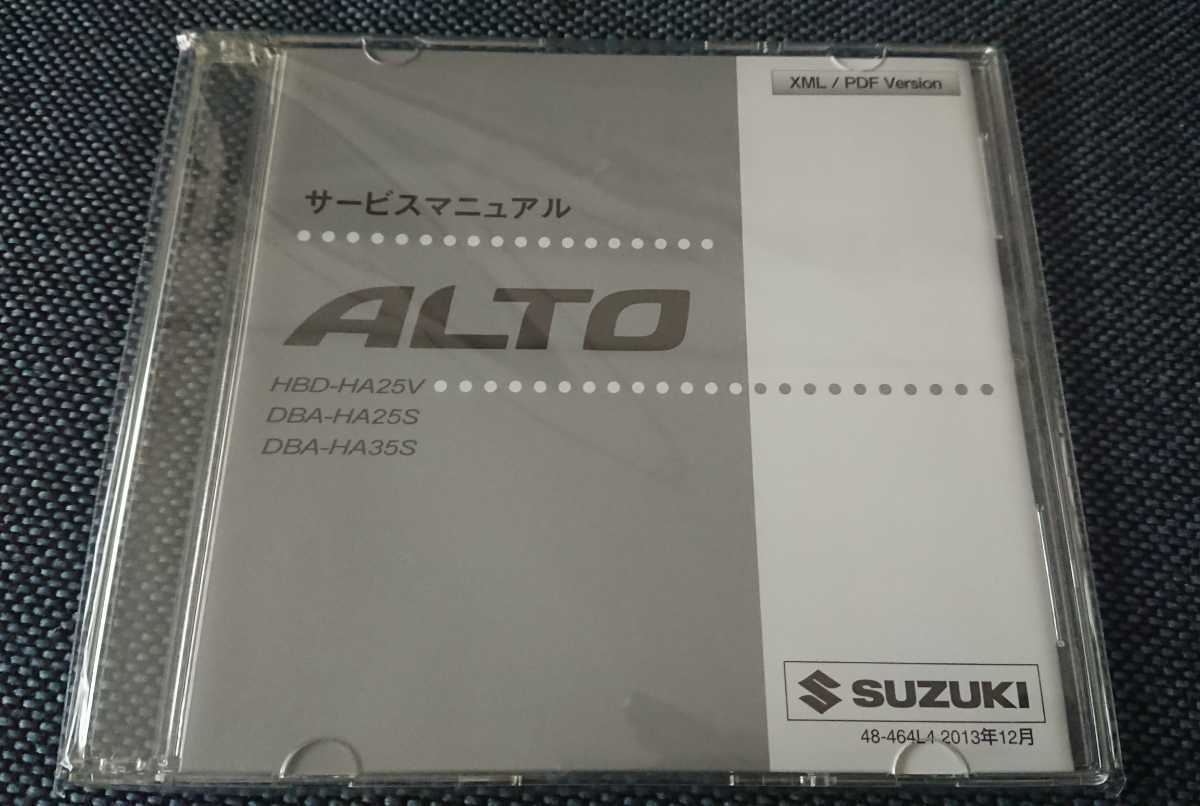 XML / PDF Version
サービスマニュアル
ALTO
HBD-HA25V
DBA-HA25S
DBA-HA35S
SUZUKI
48-464L4 2013年12月